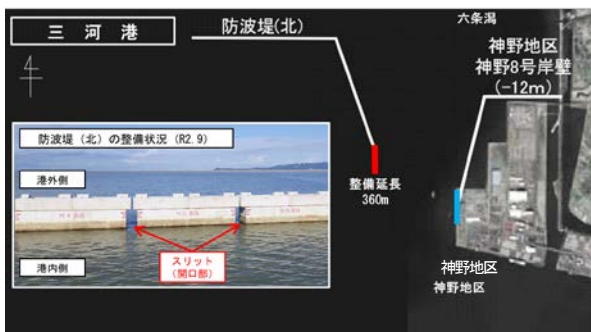 三河港
防波堤(北)
六条潟
神野地区
神野8号岸壁
(-12m)
防波堤(北)の整備状況(R2.9)
港外側
整備延長
360m
スリット
(開口部)
港内側
神野地区
神野地区